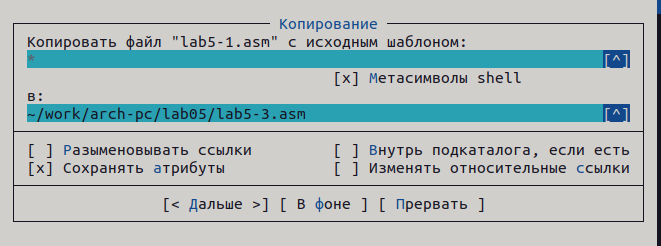 Копирование
Копировать файл "lab5-1.asm" с исходным шаблоном:
* [^]
[x] Метасимволы shell
в:
~/work/arch-pc/lab05/lab5-3.asm [^]
[ ] Разыменовывать ссылки [ ] Внутрь подкаталога, если есть
[x] Сохранять атрибуты [ ] Изменять относительные ссылки
[< Дальше >] [ В фоне ] [ Прервать ]